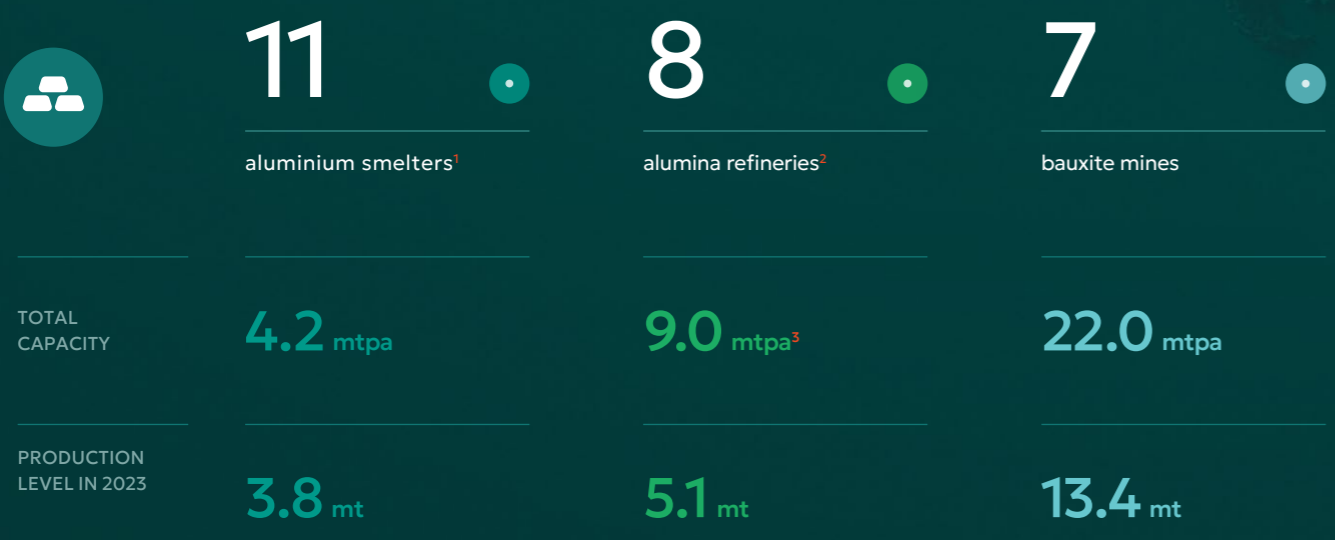 11
8
7
aluminium smelters¹
alumina refineries²
bauxite mines
TOTAL
CAPACITY
4.2 mtpa
9.0 mtpa³
22.0 mtpa
PRODUCTION
LEVEL IN 2023
3.8 mt
5.1 mt
13.4 mt